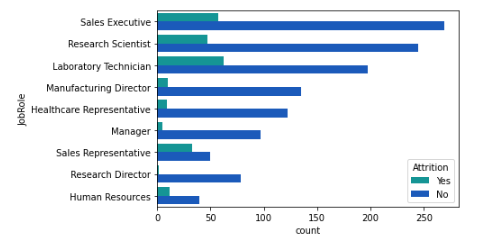 Sales Executive
Research Scientist
Laboratory Technician
Manufacturing Director
Healthcare Representative
Manager
Sales Representative
Research Director
Human Resources
JobRole
0 50 100 150 200 250
count
Attrition
Yes
No